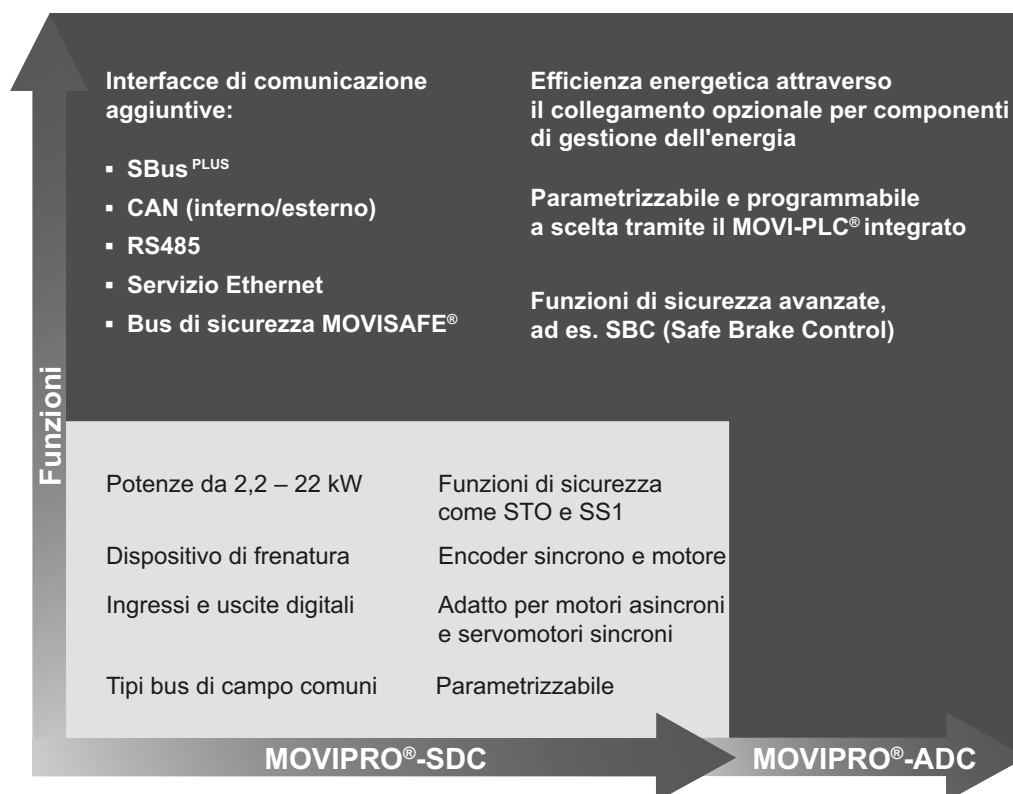 Interfacce di comunicazione
aggiuntive:
▪ SBus PLUS
▪ CAN (interno/esterno)
▪ RS485
▪ Servizio Ethernet
▪ Bus di sicurezza MOVISAFE®
Efficienza energetica attraverso
il collegamento opzionale per componenti
di gestione dell'energia
Parametrizzabile e programmabile
a scelta tramite il MOVI-PLC® integrato
Funzioni di sicurezza avanzate,
ad es. SBC (Safe Brake Control)
Funzioni
Potenze da 2,2 – 22 kW
Dispositivo di frenatura
Ingressi e uscite digitali
Tipi bus di campo comuni
Funzioni di sicurezza
come STO e SS1
Encoder sincrono e motore
Adatto per motori asincroni
e servomotori sincroni
Parametrizzabile
MOVIPRO®-SDC
MOVIPRO®-ADC